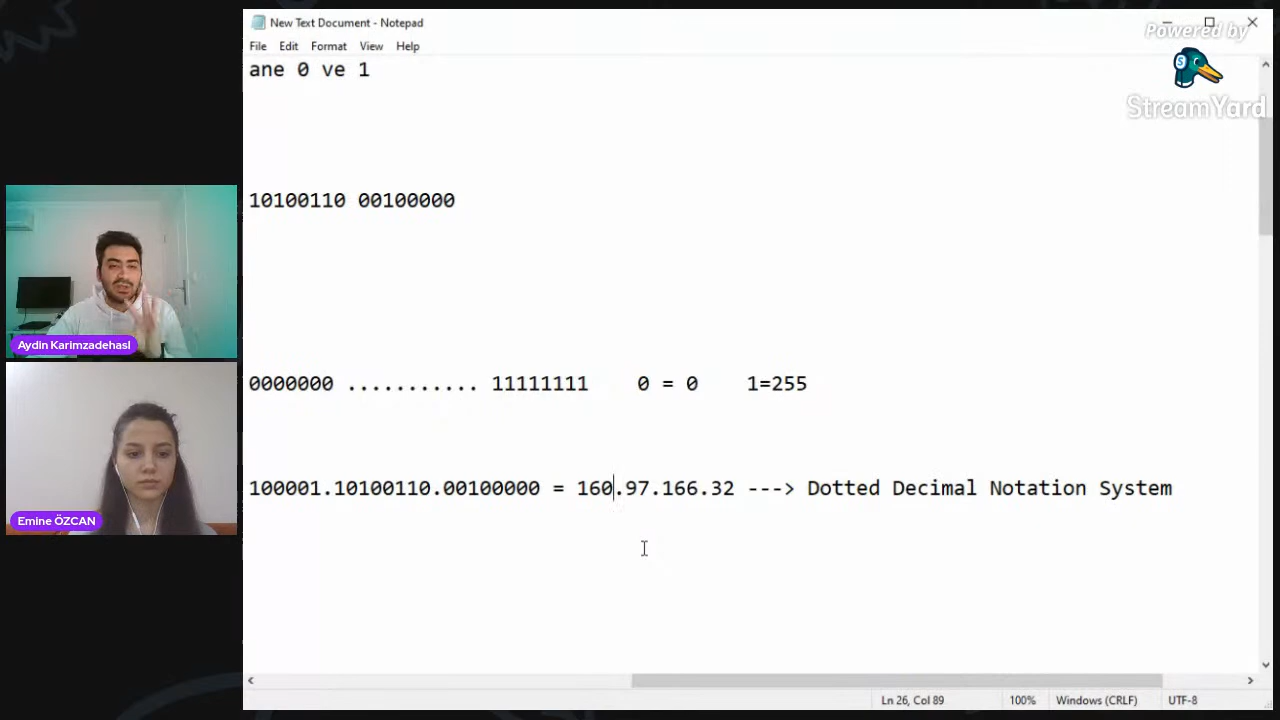 New Text Document - Notepad
File Edit Format View Help
Powered by
StreamYard
ane 0 ve 1
10100110 00100000
0000000 ........... 11111111 0 = 0 1=255
100001.10100110.00100000 = 160.97.166.32 ---> Dotted Decimal Notation System
Aydin Karimzadehasl
Emine ÖZCAN
Ln 26, Col 89 100% Windows (CRLF) UTF-8